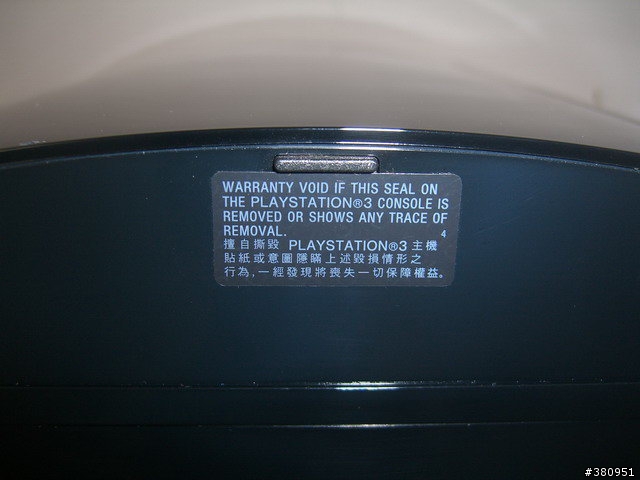 WARRANTY VOID IF THIS SEAL ON
THE PLAYSTATION®3 CONSOLE IS
REMOVED OR SHOWS ANY TRACE OF
REMOVAL. 4
擅自撕毀 PLAYSTATION®3 主機
貼紙或意圖隱瞞上述毀損情形之
行為,一經發現將喪失一切保障權益。
#380951